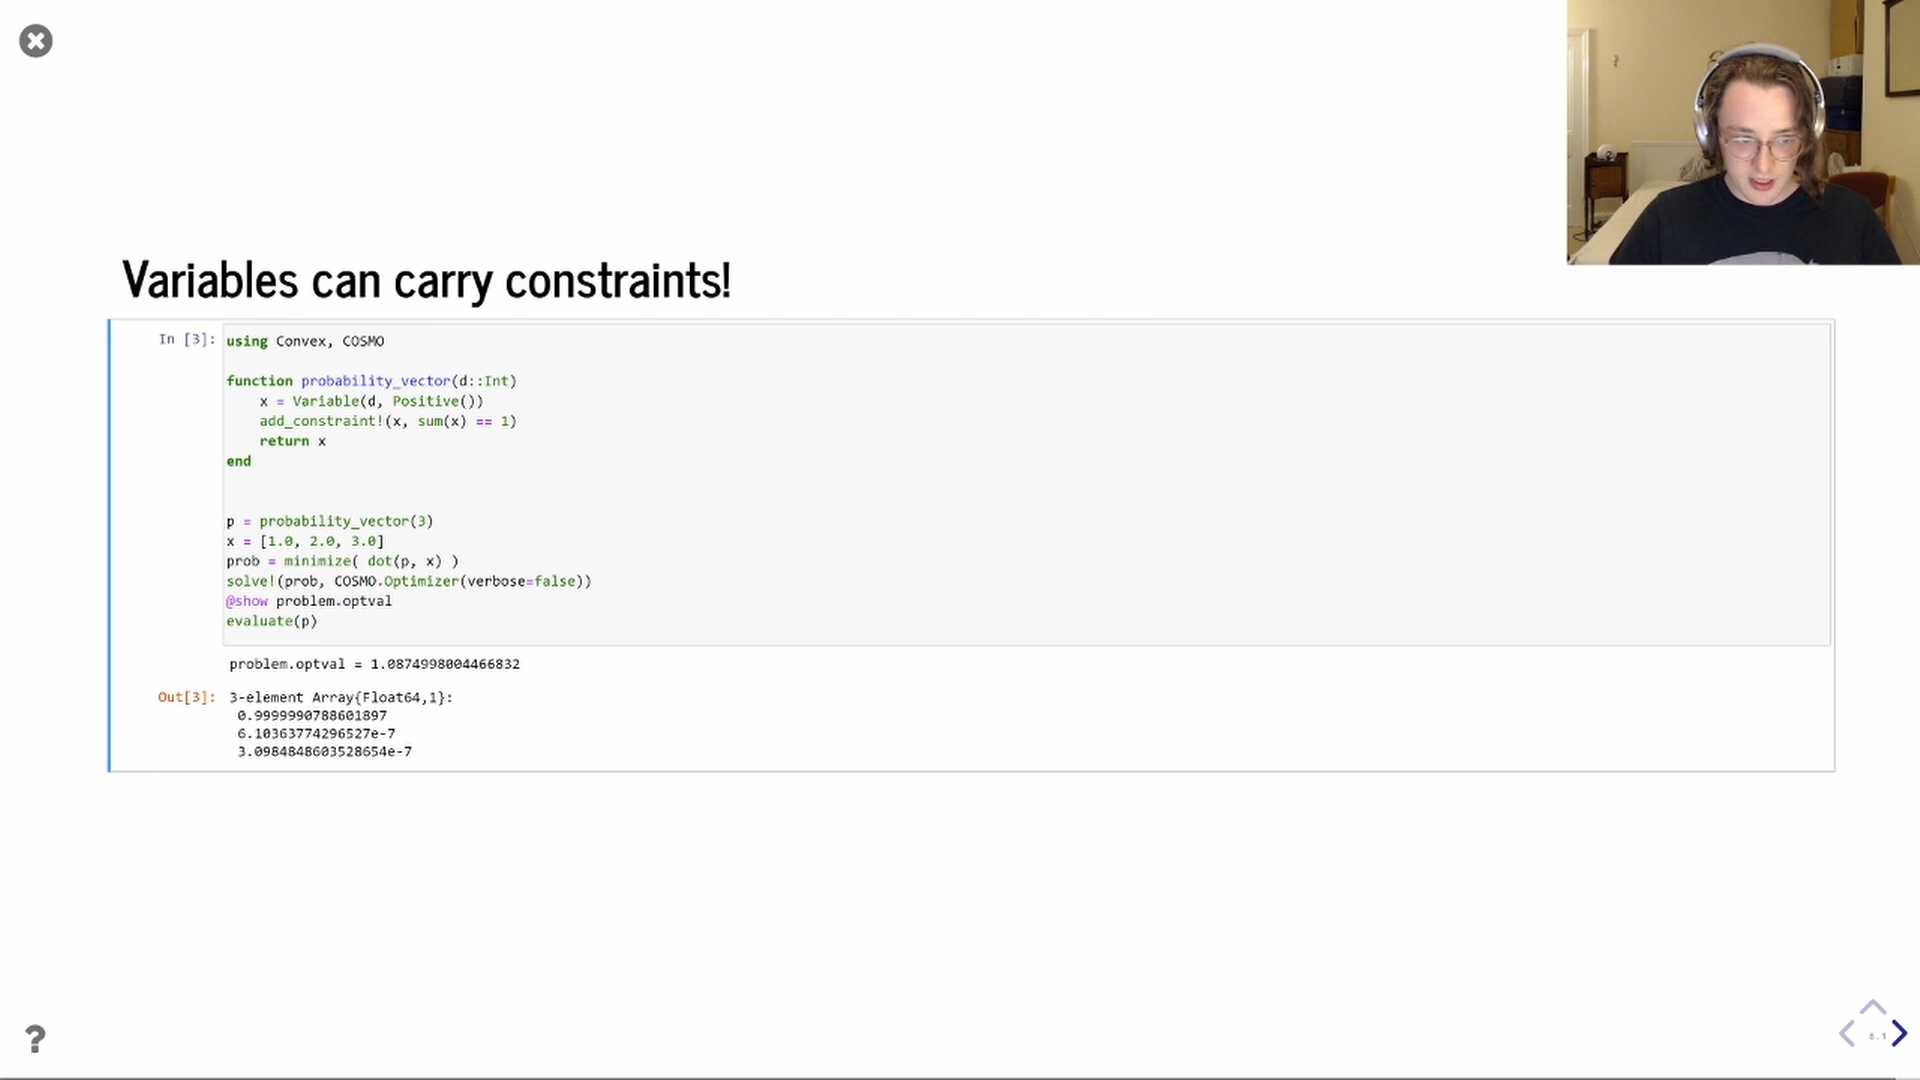 Variables can carry constraints!
In [3]:
using Convex, COSMO
function probability_vector(d::Int)
x = Variable(d, Positive())
add_constraint!(x, sum(x) == 1)
return x
end
p = probability_vector(3)
x = [1.0, 2.0, 3.0]
prob = minimize( dot(p, x) )
solve!(prob, COSMO.Optimizer(verbose=false))
@show problem.optval
evaluate(p)
problem.optval = 1.0874998004466832
Out[3]: 3-element Array{Float64,1}:
0.9999990788601897
6.10363774296527e-7
3.0984848603528654e-7
?